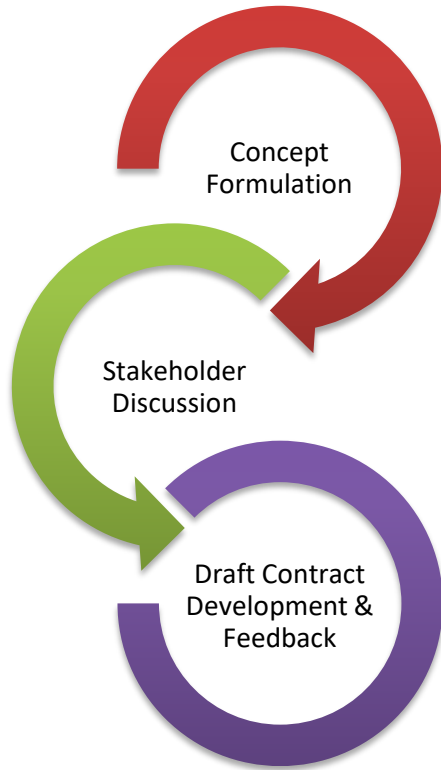 Concept
Formulation
Stakeholder
Discussion
Draft Contract
Development &
Feedback